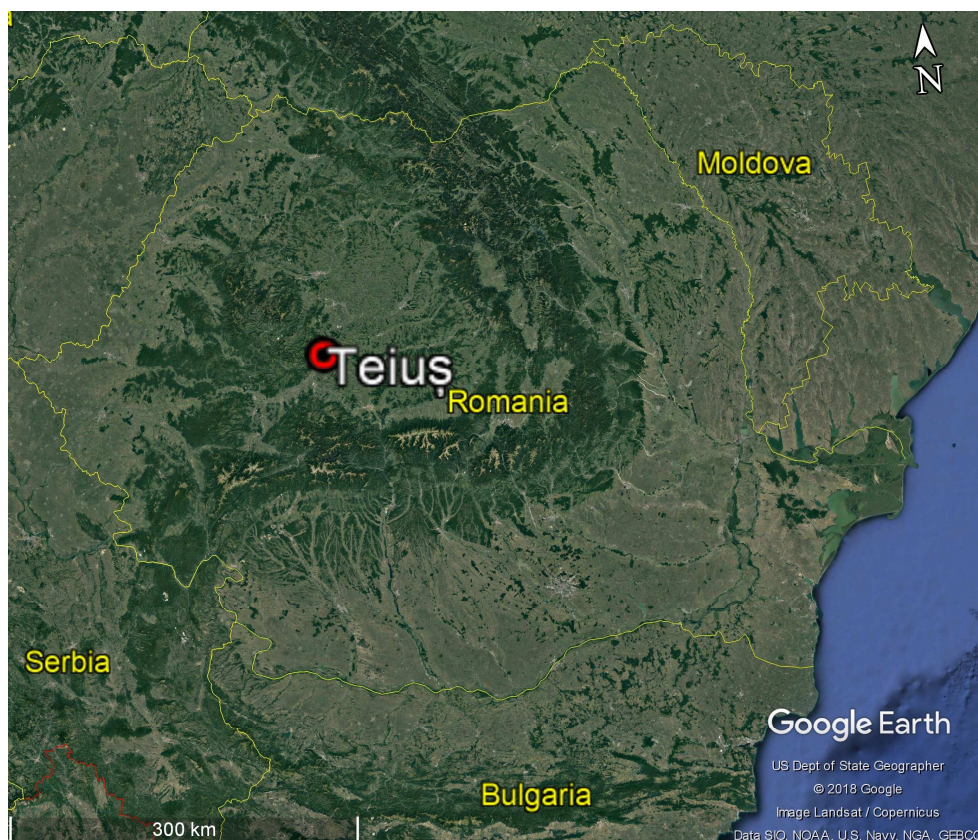 N
Moldova
Teiuș
Romania
Serbia
Google Earth
US Dept of State Geographer
© 2018 Google
Image Landsat / Copernicus
Bulgaria
300 km
Data SIO, NOAA, U.S. Navy, NGA, GEBCO